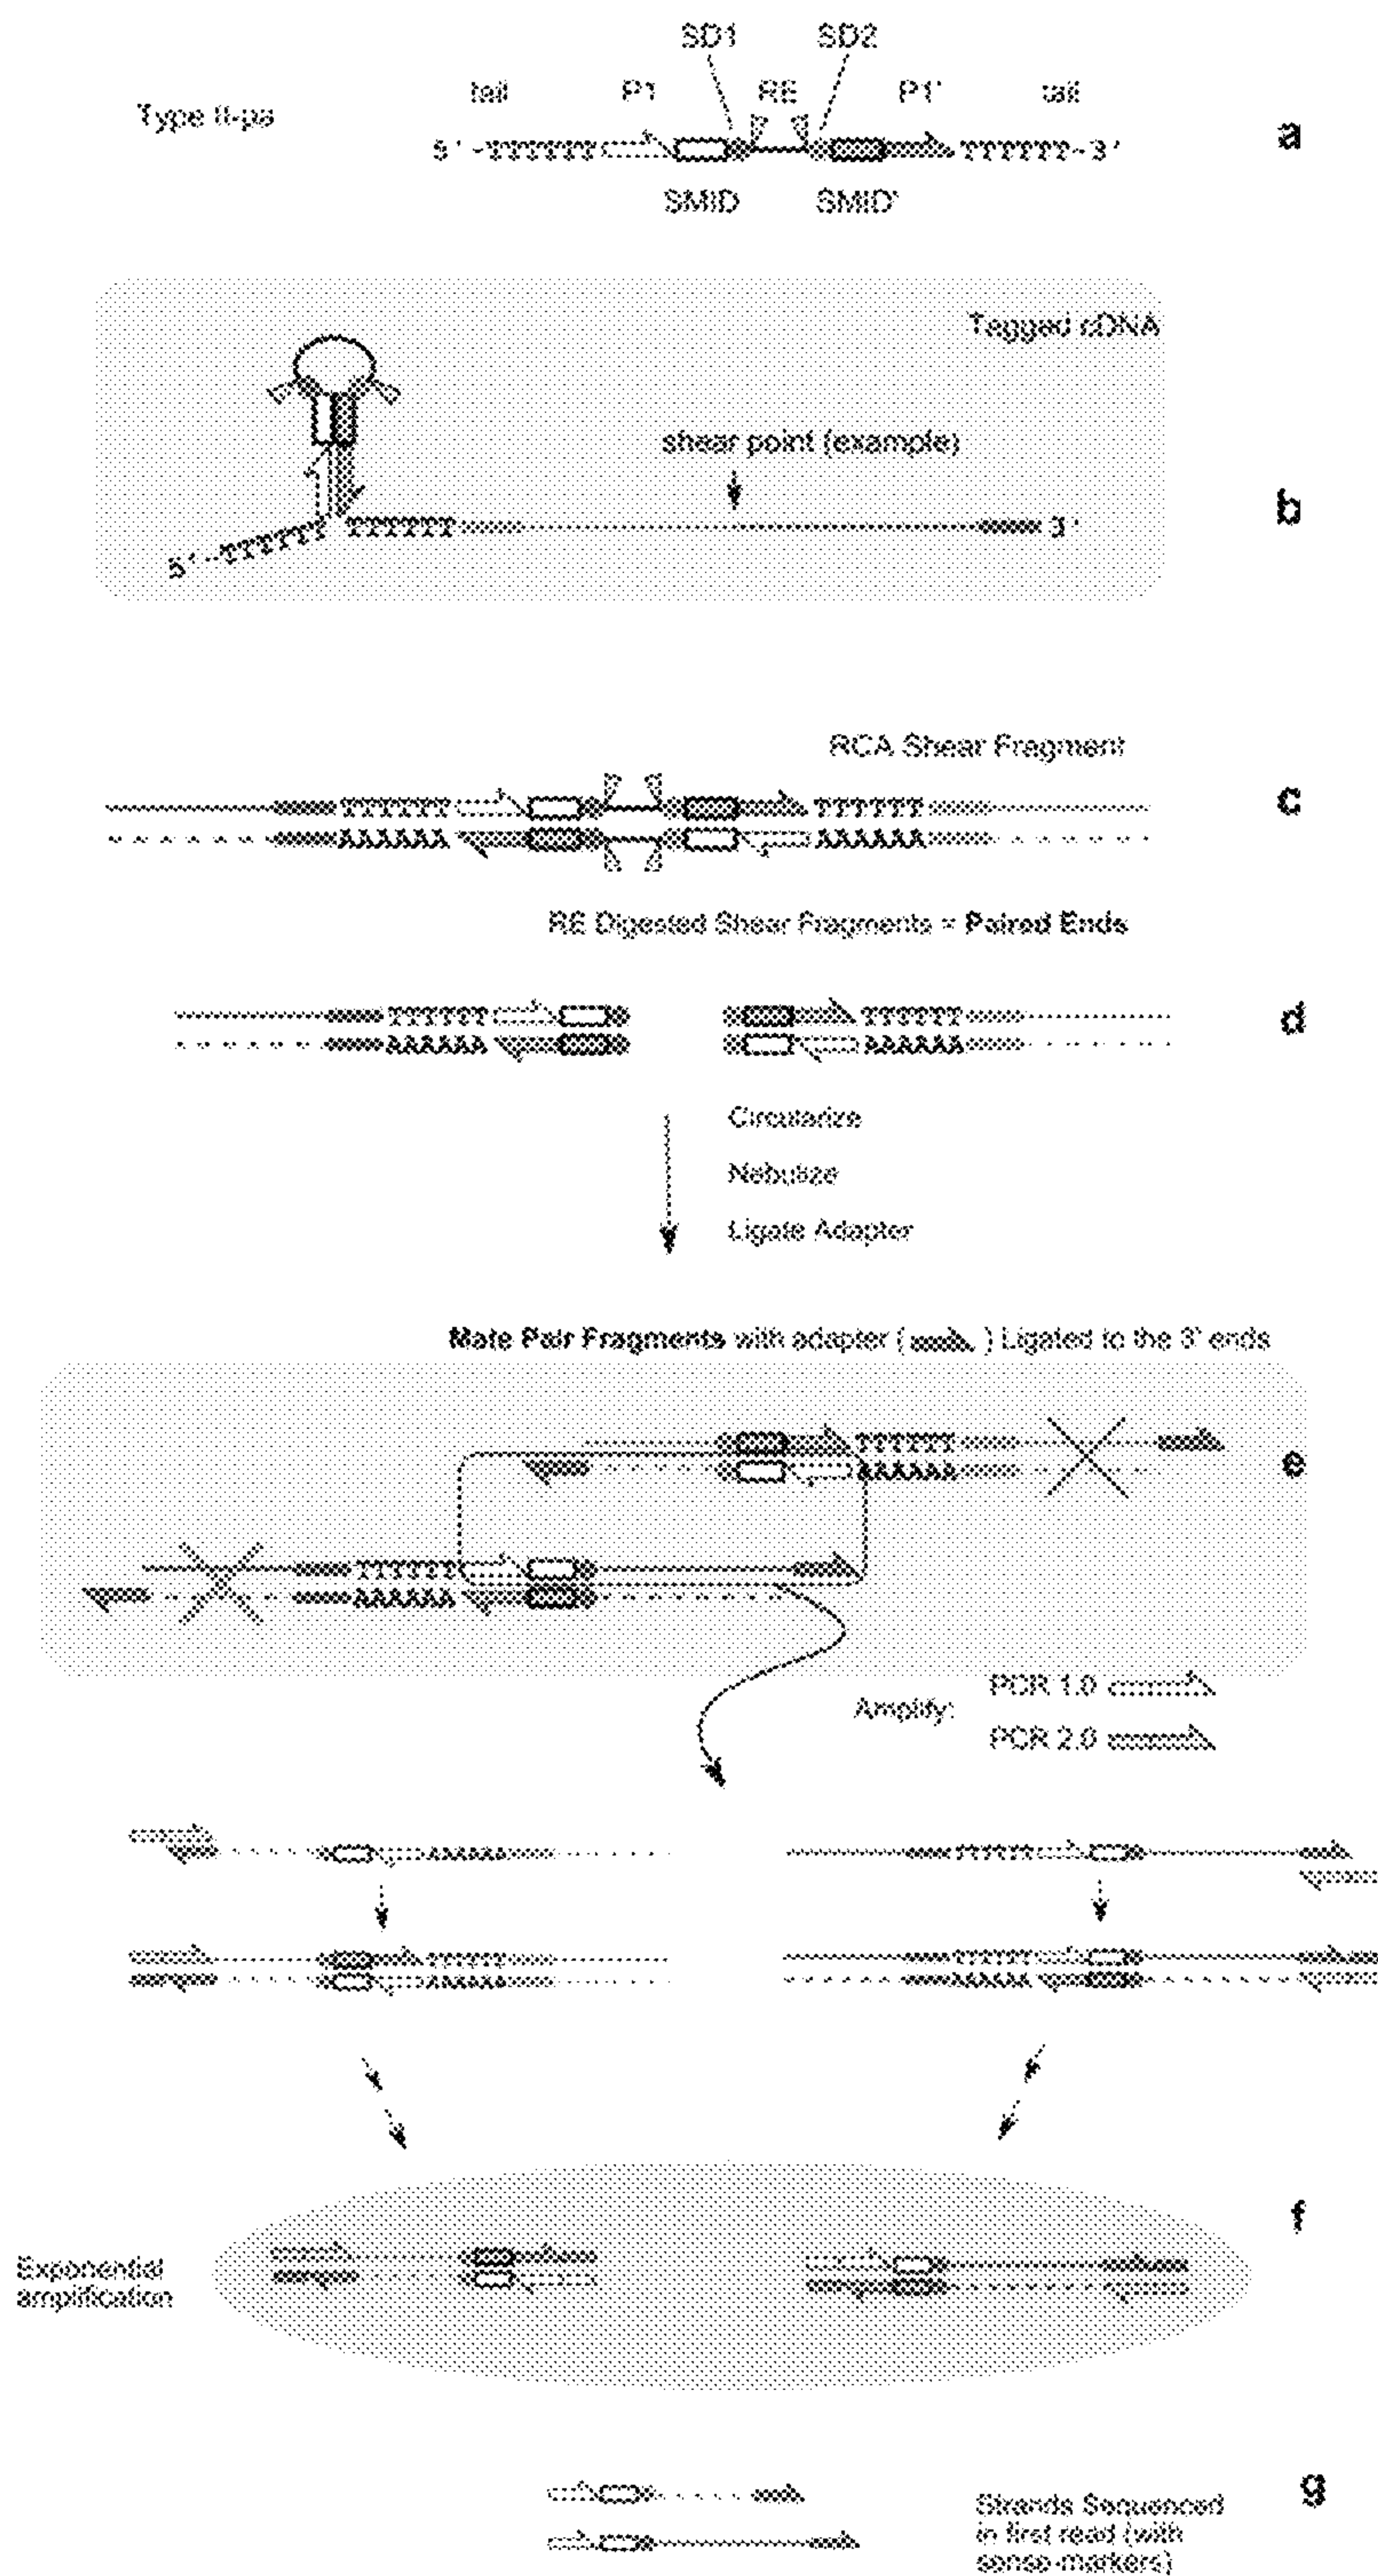 SD1 SD2
tail P1 RE P1' tail
Type II-pa
a
5'-TTTTTT TTTTTT-3'
SMID SMID'
Tagged cDNA
shear point (example)
b
TTTTTT 3'
5'-TTTTTT
RCA Shear Fragment
c
TTTTTT TTTTTT
AAAAAA AAAAAA
RE Digested Shear Fragments = Paired Ends
d
TTTTTT TTTTTT
AAAAAA AAAAAA
Circularize
Nebulize
Ligate Adapter
Mate Pair Fragments with adapter ( ) Ligated to the 3' ends
TTTTTT
e
AAAAAA
TTTTTT
AAAAAA
PCR 1.0
Amplify:
PCR 2.0
AAAAAA TTTTTT
TTTTTT TTTTTT
AAAAAA AAAAAA
f
Exponential
amplification
g
Strands Sequenced
in first read (with
sense-markers)